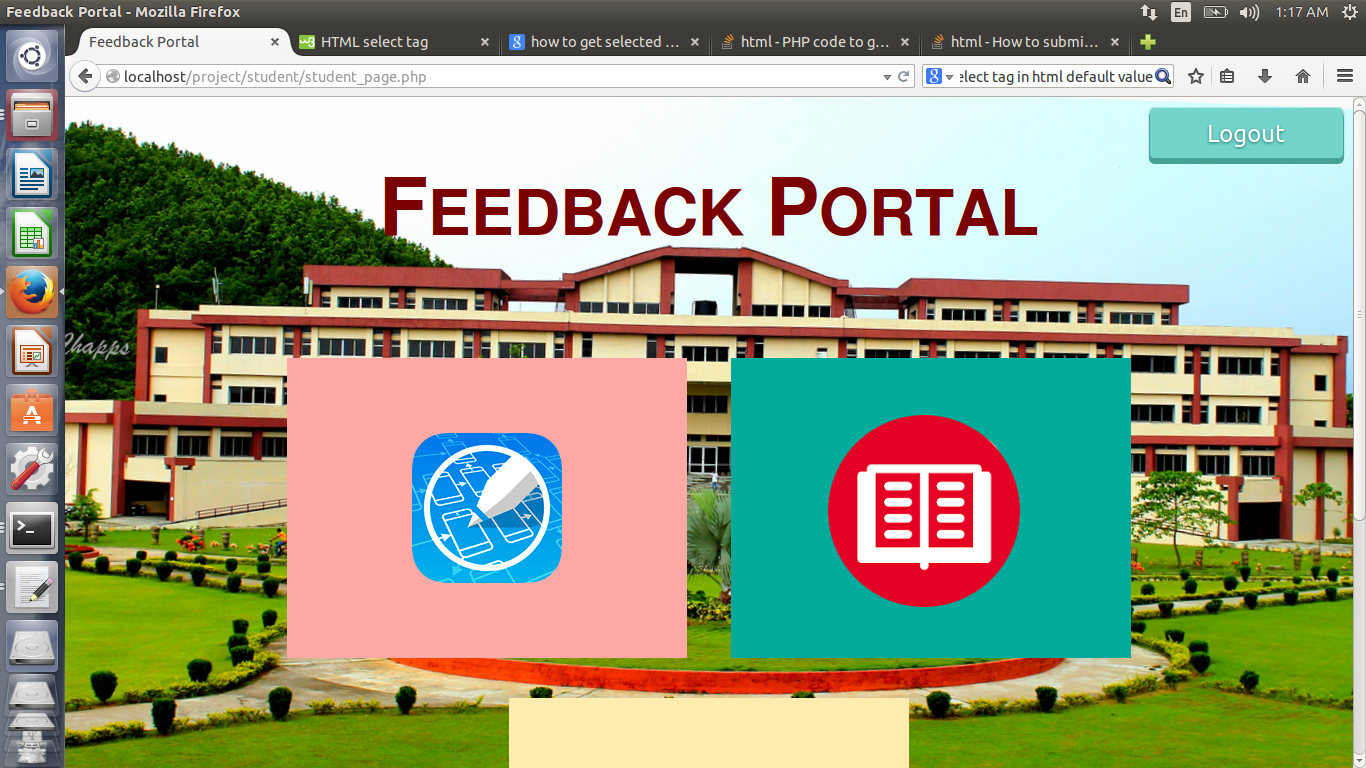 Feedback Portal - Mozilla Firefox
En
1:17 AM
Feedback Portal
HTML select tag
how to get selected ...
html - PHP code to g...
html - How to submi...
localhost/project/student/student_page.php
elect tag in html default value
Logout
FEEDBACK PORTAL
Chapps